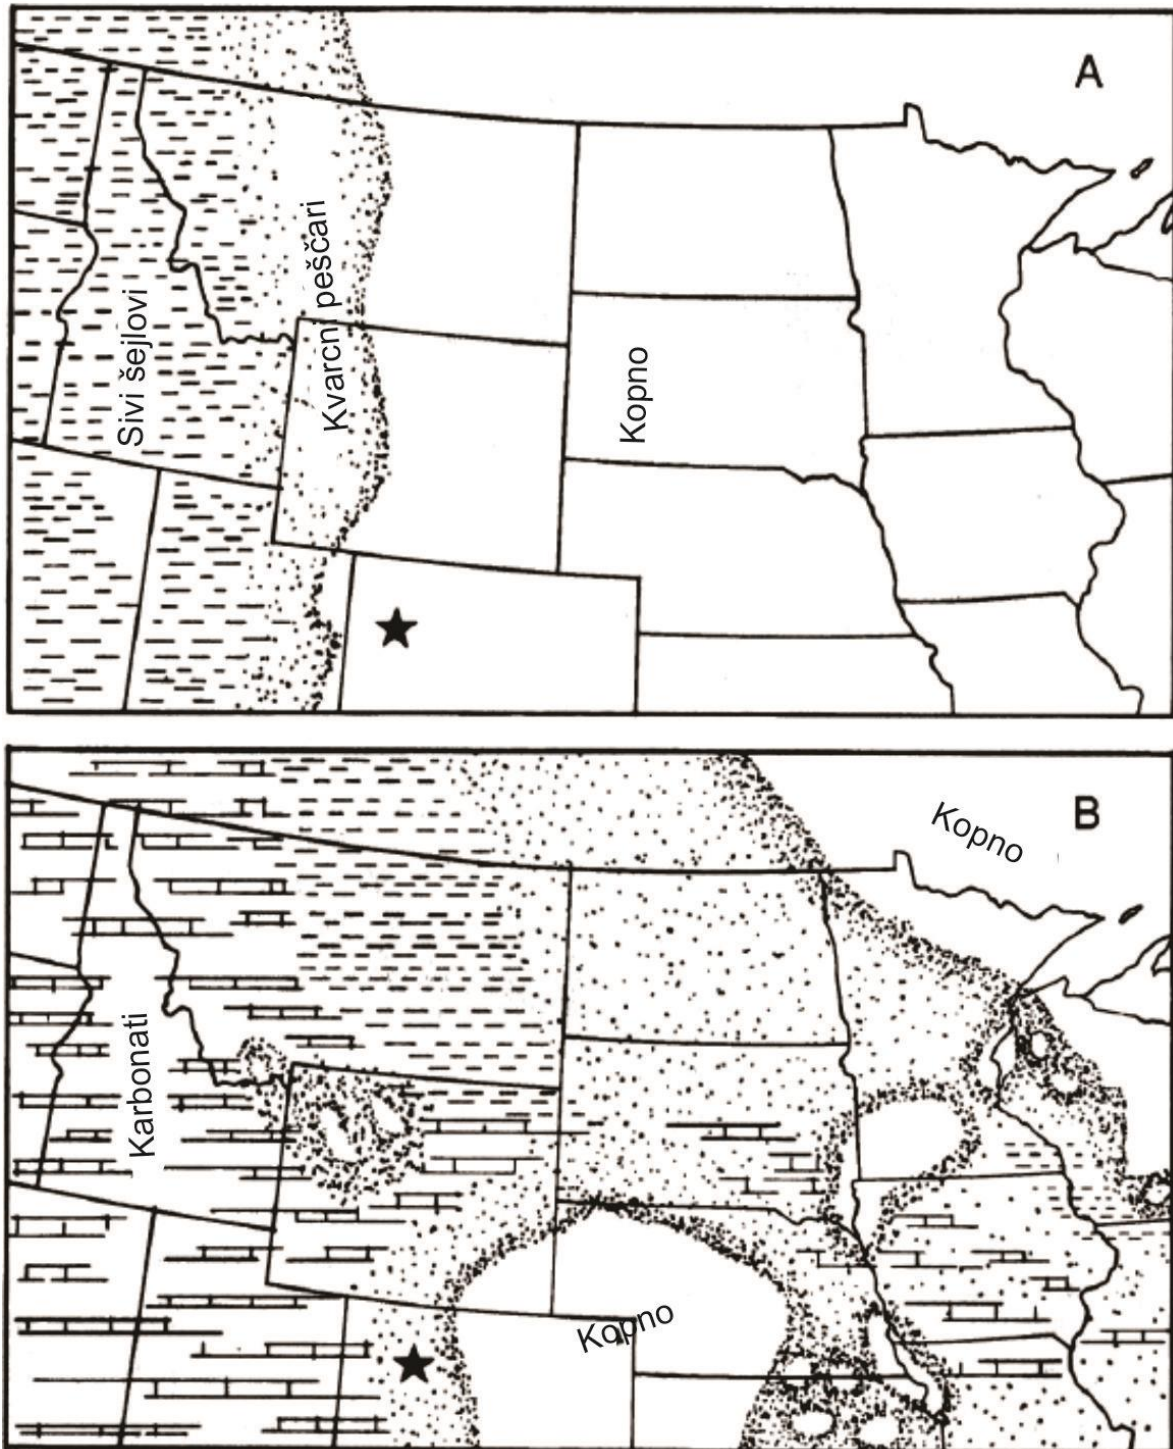 A
Sivi šejlovi
Kvarcni peščari
Kopno
B
Kopno
Karbonati
Kopno